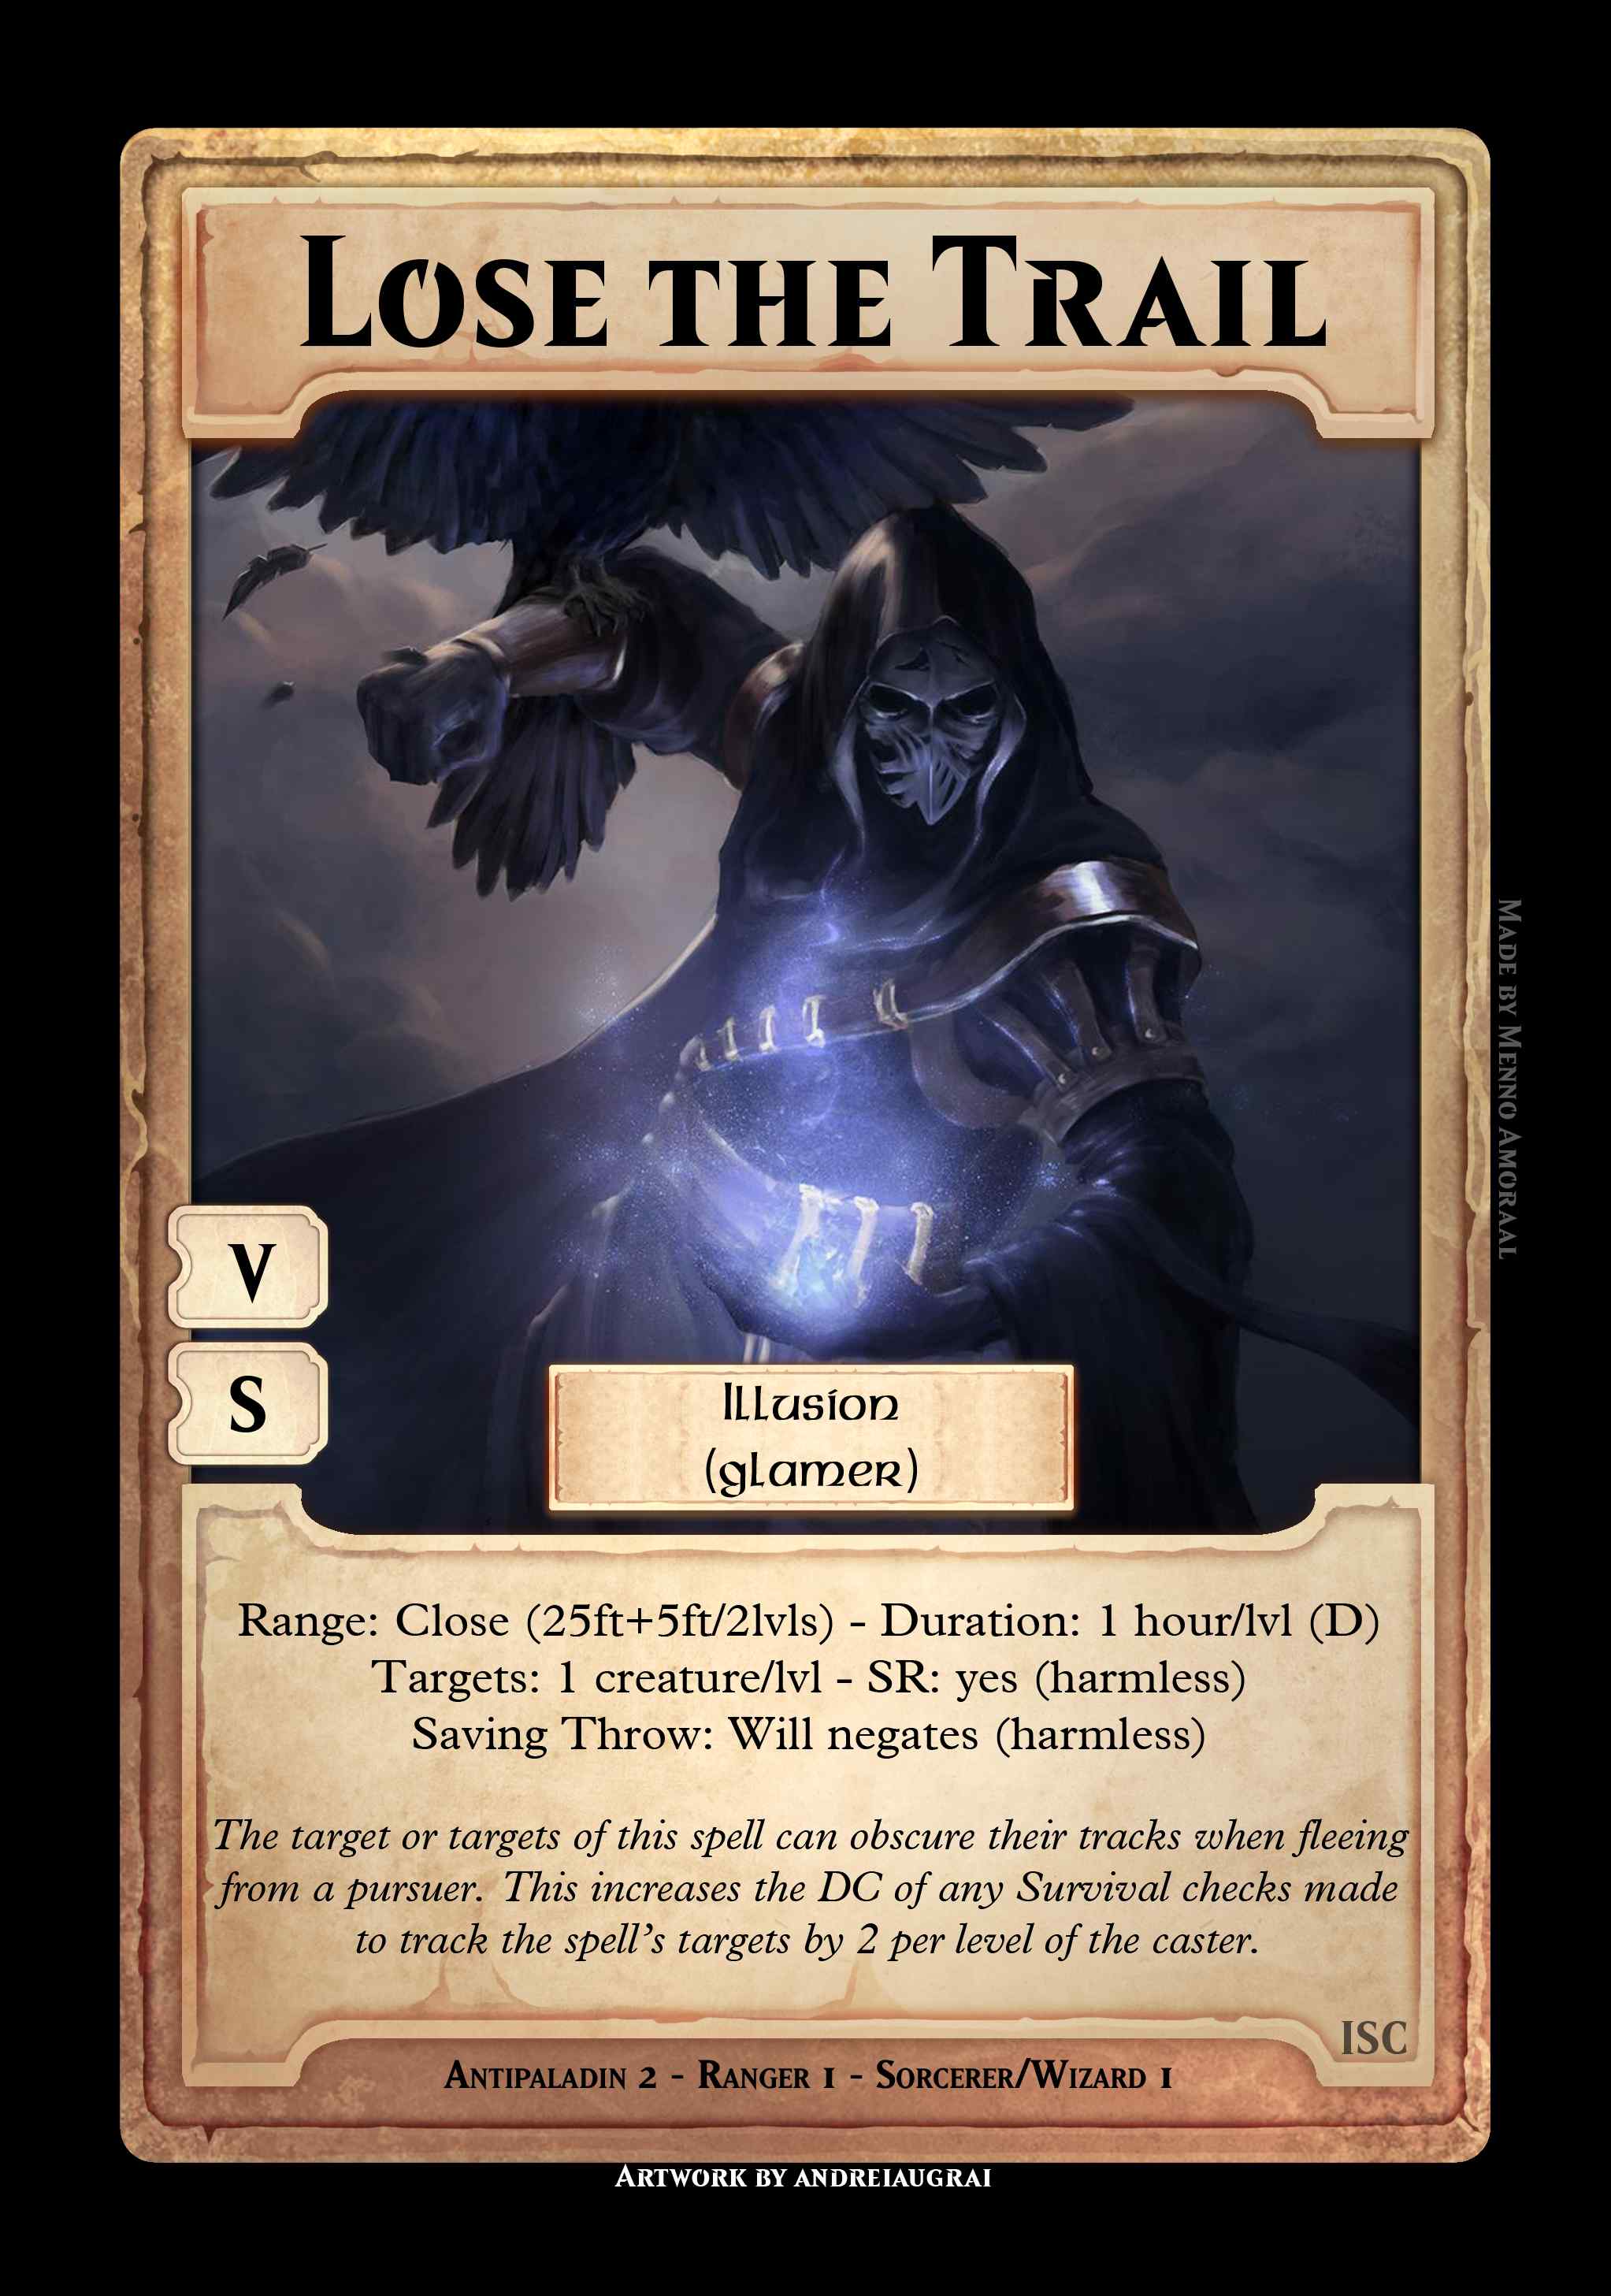 Lose the Trail
Made by Menno Amoraal
V
S
Illusion
(glamer)
Range: Close (25ft+5ft/2lvls) - Duration: 1 hour/lvl (D)
Targets: 1 creature/lvl - SR: yes (harmless)
Saving Throw: Will negates (harmless)
The target or targets of this spell can obscure their tracks when fleeing
from a pursuer. This increases the DC of any Survival checks made
to track the spell's targets by 2 per level of the caster.
ISC
Antipaladin 2 - Ranger 1 - Sorcerer/Wizard 1
Artwork by andreiaugrai